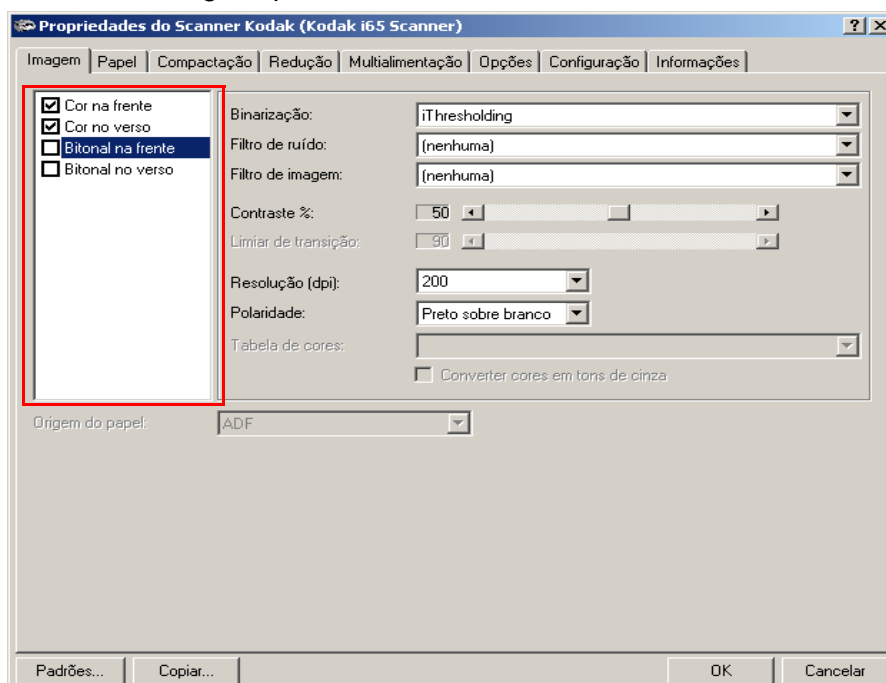 Propriedades do Scanner Kodak (Kodak i65 Scanner)
Imagem Papel Compactação Redução Multialimentação Opções Configuração Informações
Cor na frente
Cor no verso
Bitonal na frente
Bitonal no verso
Binarização: iThresholding
Filtro de ruído: (nenhuma)
Filtro de imagem: (nenhuma)
Contraste %: 50
Limiar de transição: 90
Resolução (dpi): 200
Polaridade: Preto sobre branco
Tabela de cores:
Converter cores em tons de cinza
Origem do papel: ADF
Padrões... Copiar... OK Cancelar